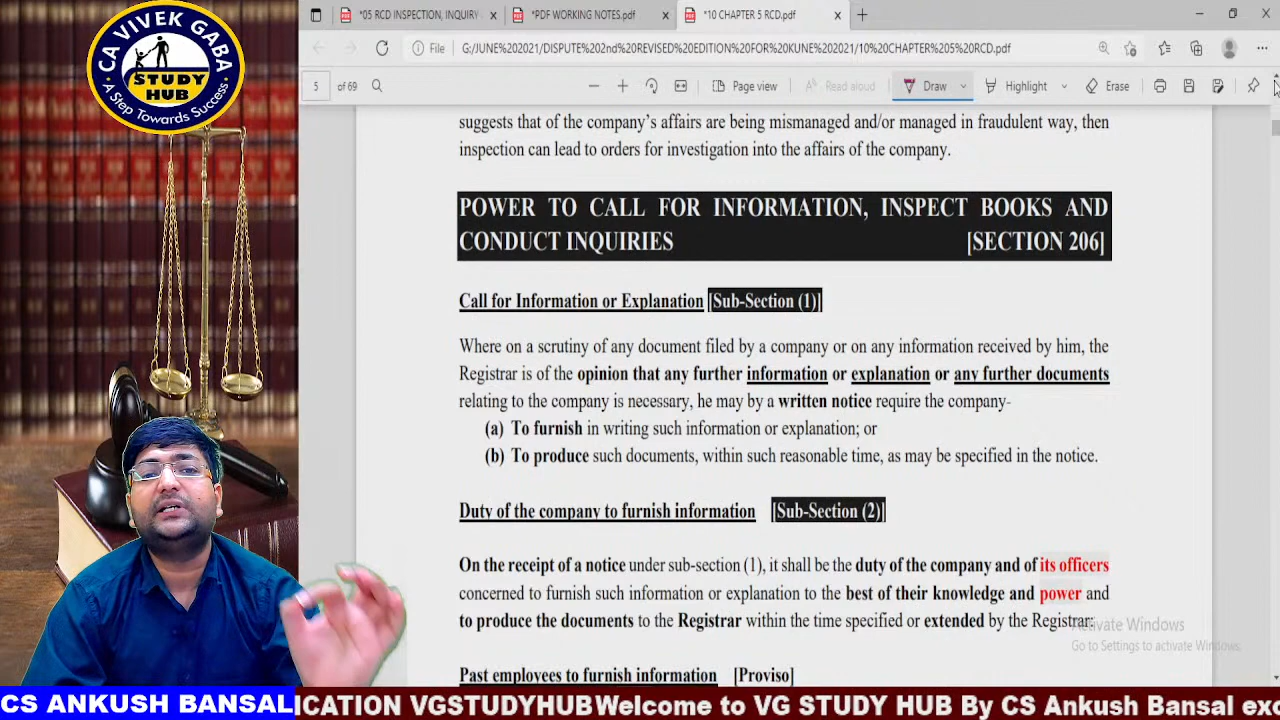 CA VIVEK GABA
STUDY
HUB
A Step Towards Success
*05 RCD INSPECTION, INQUIRY
*PDF WORKING NOTES.pdf
*10 CHAPTER 5 RCD.pdf
File
G:/JUNE%202021/PUTE%202nd%20REVISED%20EDITION%20FOR%20JUNE%20 /10%20CHAPTER%205%20RCD.pdf
5 of 69
Page view
Read aloud
Draw
Highlight
Erase
suggests that of the company's affairs are being mismanaged and/or managed in fraudulent way, then
inspection can lead to orders for investigation into the affairs of the company.
POWER TO CALL FOR INFORMATION, INSPECT BOOKS AND
CONDUCT INQUIRIES [SECTION 206]
Call for Information or Explanation [Sub-Section (1)]
Where on a scrutiny of any document filed by a company or on any information received by him, the
Registrar is of the opinion that any further information or explanation or any further documents
relating to the company is necessary, he may by a written notice require the company-
(a) To furnish in writing such information or explanation; or
(b) To produce such documents, within such reasonable time, as may be specified in the notice.
Duty of the company to furnish information [Sub-Section (2)]
On the receipt of a notice under sub-section (1), it shall be the duty of the company and of its officers
concerned to furnish such information or explanation to the best of their knowledge and power and
to produce the documents to the Registrar within the time specified or extended by the Registrar:
Activate Windows
Go to Settings to activate Windows.
Past employees to furnish information [Proviso]
CS ANKUSH BANSAL
ICATION VGSTUDYHUBWelcome to VG STUDY HUB By CS Ankush Bansal exc